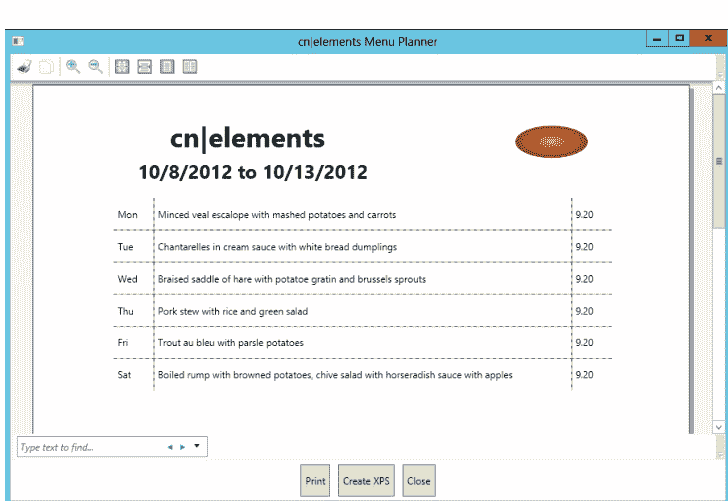 cn|elements Menu Planner
cn|elements
10/8/2012 to 10/13/2012
Mon Minced veal escalope with mashed potatoes and carrots 9.20
Tue Chantarelles in cream sauce with white bread dumplings 9.20
Wed Braised saddle of hare with potatoe gratin and brussels sprouts 9.20
Thu Pork stew with rice and green salad 9.20
Fri Trout au bleu with parsle potatoes 9.20
Sat Boiled rump with browned potatoes, chive salad with horseradish sauce with apples 9.20
Type text to find...
Print Create XPS Close